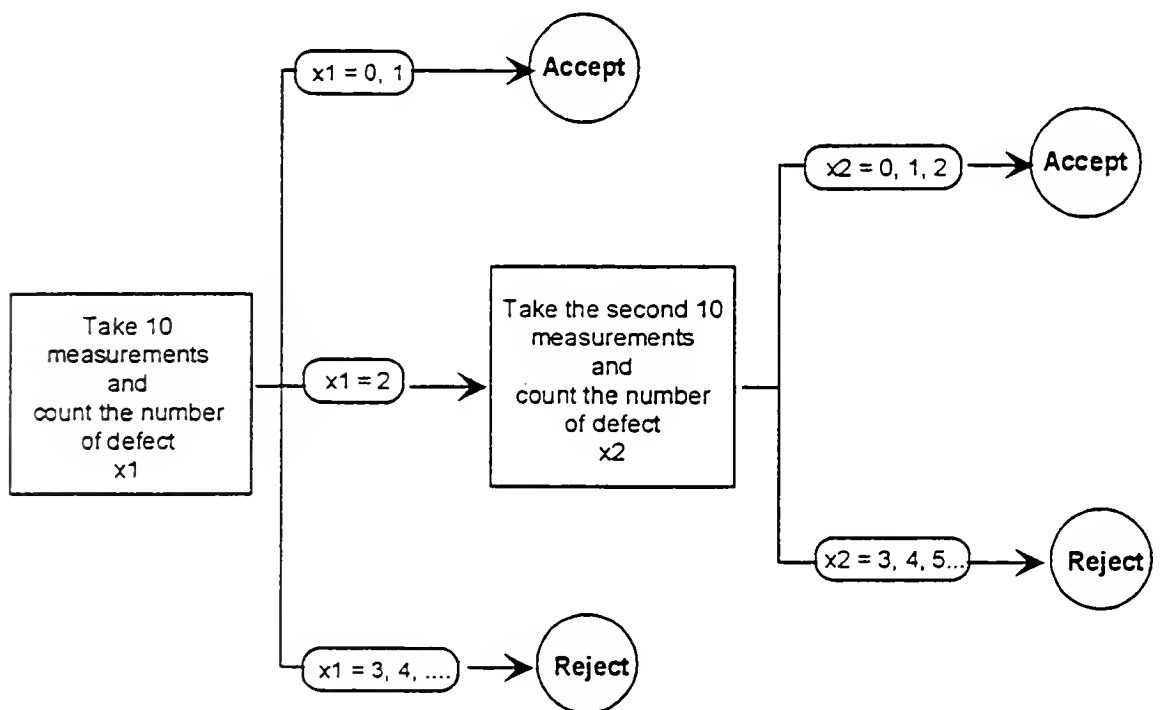 x1 = 0, 1
Accept
x2 = 0, 1, 2
Accept
Take 10
measurements
and
count the number
of defect
x1
x1 = 2
Take the second 10
measurements
and
count the number
of defect
x2
x2 = 3, 4, 5...
Reject
x1 = 3, 4, ....
Reject